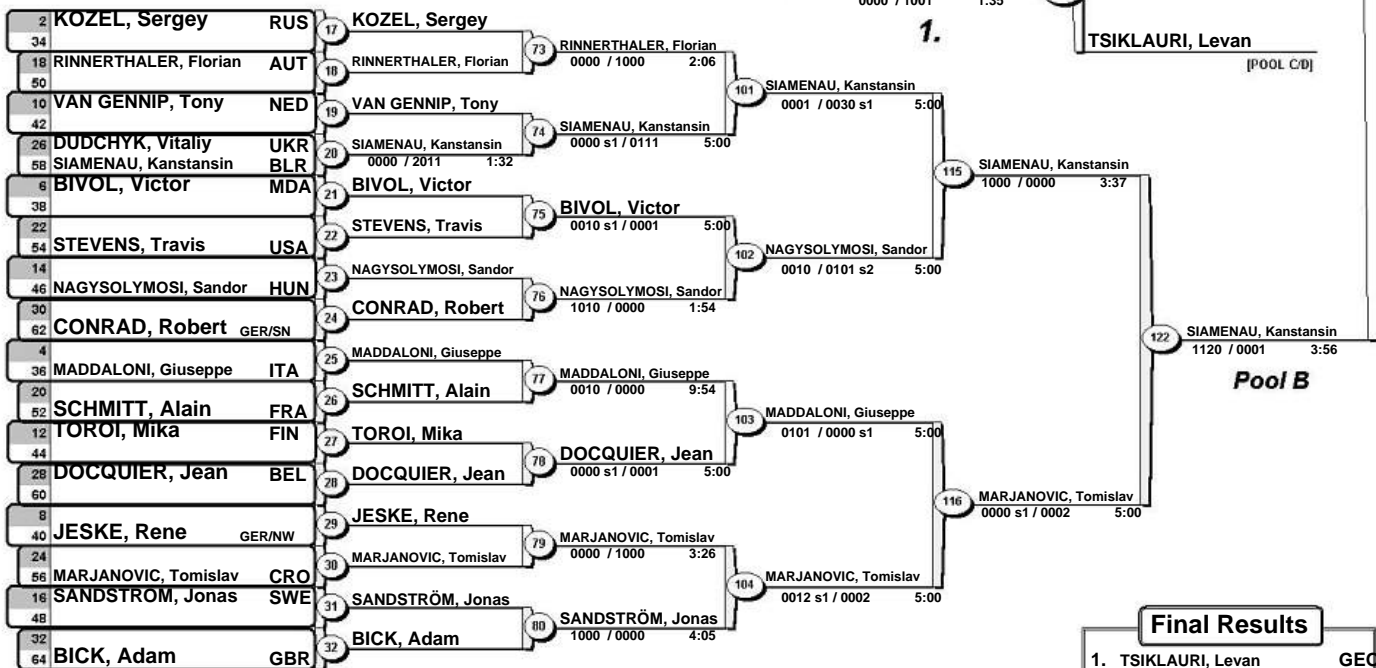 0000 / 1001 1:35
1.
TSIKLAURI, Levan
[POOL C/D]
2 KOZEL, Sergey RUS
34
18 RINNERTHALER, Florian AUT
50
10 VAN GENNIP, Tony NED
42
26 DUDCHYK, Vitaliy UKR
58 SIAMENAU, Kanstansin BLR
6 BIVOL, Victor MDA
38
22
54 STEVENS, Travis USA
14
46 NAGYSOLYMOSI, Sandor HUN
30
62 CONRAD, Robert GER/SN
4
36 MADDALONI, Giuseppe ITA
20
52 SCHMITT, Alain FRA
12 TOROI, Mika FIN
44
28 DOCQUIER, Jean BEL
60
8
40 JESKE, Rene GER/NW
24
56 MARJANOVIC, Tomislav CRO
16 SANDSTRÖM, Jonas SWE
48
32
64 BICK, Adam GBR
17 KOZEL, Sergey
18 RINNERTHALER, Florian
19 VAN GENNIP, Tony
20 SIAMENAU, Kanstansin
0000 / 2011 1:32
21 BIVOL, Victor
22 STEVENS, Travis
23 NAGYSOLYMOSI, Sandor
24 CONRAD, Robert
25 MADDALONI, Giuseppe
26 SCHMITT, Alain
27 TOROI, Mika
28 DOCQUIER, Jean
29 JESKE, Rene
30 MARJANOVIC, Tomislav
31 SANDSTRÖM, Jonas
32 BICK, Adam
73 RINNERTHALER, Florian
0000 / 1000 2:06
74 SIAMENAU, Kanstansin
0000 s1 / 0111 5:00
75 BIVOL, Victor
0010 s1 / 0001 5:00
76 NAGYSOLYMOSI, Sandor
1010 / 0000 1:54
77 MADDALONI, Giuseppe
0010 / 0000 9:54
78 DOCQUIER, Jean
0000 s1 / 0001 5:00
79 MARJANOVIC, Tomislav
0000 / 1000 3:26
80 SANDSTRÖM, Jonas
1000 / 0000 4:05
101 SIAMENAU, Kanstansin
0001 / 0030 s1 5:00
102 NAGYSOLYMOSI, Sandor
0010 / 0101 s2 5:00
103 MADDALONI, Giuseppe
0101 / 0000 s1 5:00
104 MARJANOVIC, Tomislav
0012 s1 / 0002 5:00
115 SIAMENAU, Kanstansin
1000 / 0000 3:37
116 MARJANOVIC, Tomislav
0000 s1 / 0002 5:00
122 SIAMENAU, Kanstansin
1120 / 0001 3:56
Pool B
Final Results
1. TSIKLAURI, Levan GEO